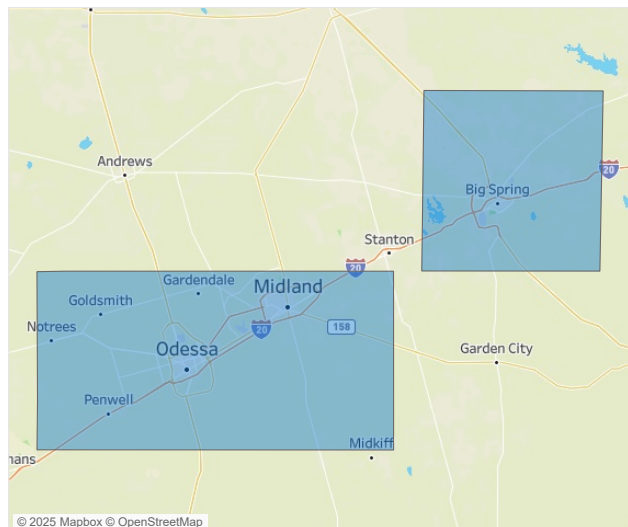 Andrews
Big Spring
20
Stanton
20
Gardendale
Midland
Goldsmith
20
158
Notrees
Odessa
Garden City
Penwell
Midkiff
nans
© 2025 Mapbox © OpenStreetMap